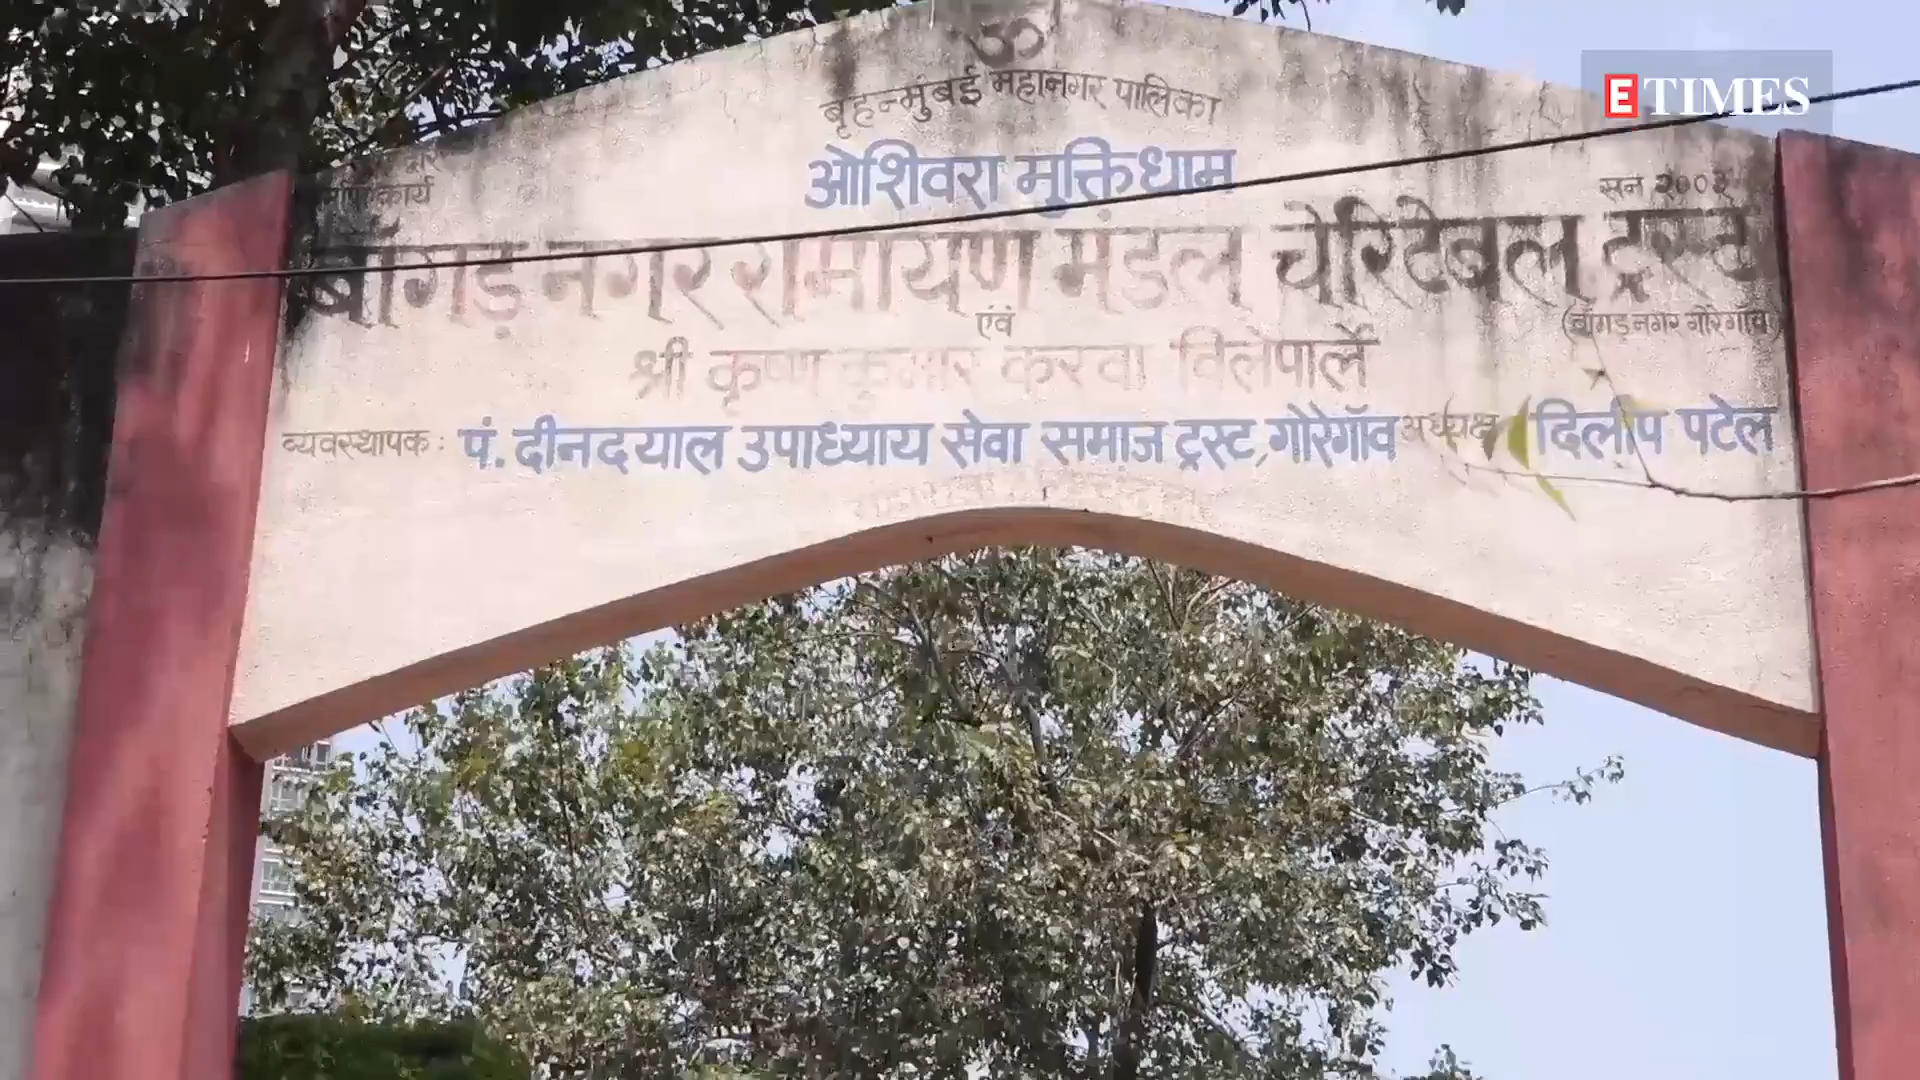 ॐ
बृहन्मुंबई महानगर पालिका
ETIMES
ओशिवरा मुक्तिधाम
द्वार
कार्य
सन २००३
बाँगड़ नगर रामायण मंडल चेरिटेबल ट्रस्ट
(बाँगड़ नगर गोरेगाँव)
एवं
श्री कृष्ण कुमार करवा विलेपार्ले
व्यवस्थापक: पं. दीनदयाल उपाध्याय सेवा समाज ट्रस्ट, गोरेगाँव अध्यक्ष दिलीप पटेल